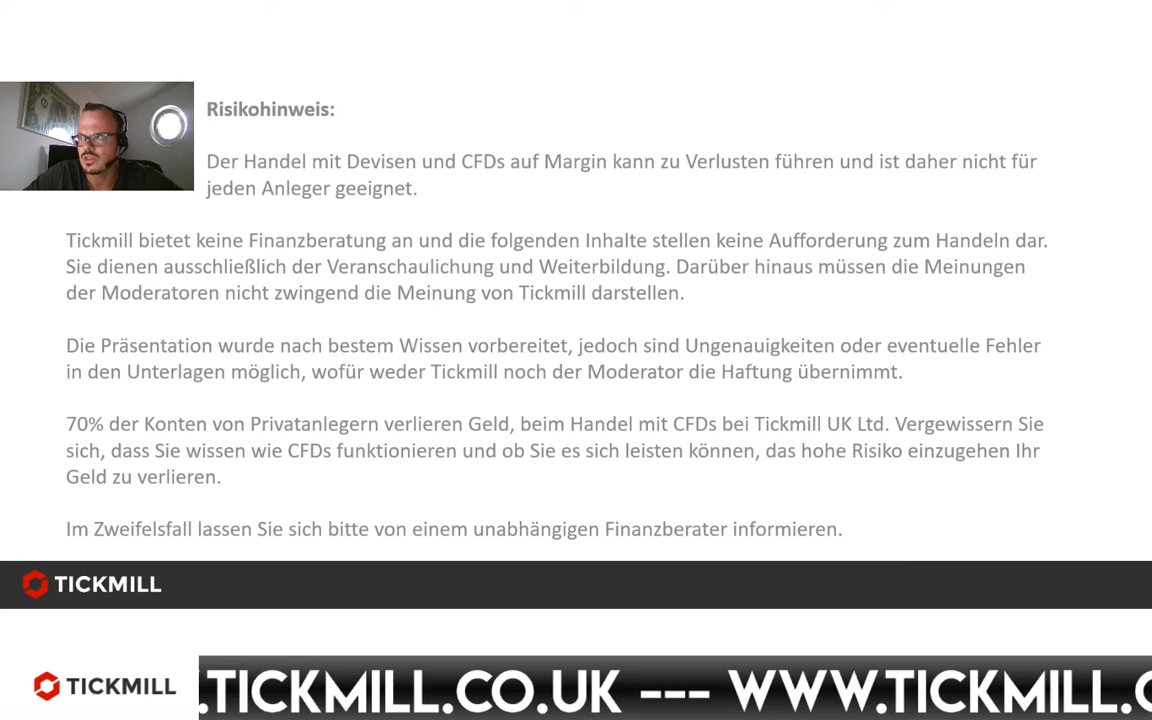 Risikohinweis:
Der Handel mit Devisen und CFDs auf Margin kann zu Verlusten führen und ist daher nicht für
jeden Anleger geeignet.
Tickmill bietet keine Finanzberatung an und die folgenden Inhalte stellen keine Aufforderung zum Handeln dar.
Sie dienen ausschließlich der Veranschaulichung und Weiterbildung. Darüber hinaus müssen die Meinungen
der Moderatoren nicht zwingend die Meinung von Tickmill darstellen.
Die Präsentation wurde nach bestem Wissen vorbereitet, jedoch sind Ungenauigkeiten oder eventuelle Fehler
in den Unterlagen möglich, wofür weder Tickmill noch der Moderator die Haftung übernimmt.
70% der Konten von Privatanlegern verlieren Geld, beim Handel mit CFDs bei Tickmill UK Ltd. Vergewissern Sie
sich, dass Sie wissen wie CFDs funktionieren und ob Sie es sich leisten können, das hohe Risiko einzugehen Ihr
Geld zu verlieren.
Im Zweifelsfall lassen Sie sich bitte von einem unabhängigen Finanzberater informieren.
TICKMILL
TICKMILL
.TICKMILL.CO.UK --- WWW.TICKMILL.C